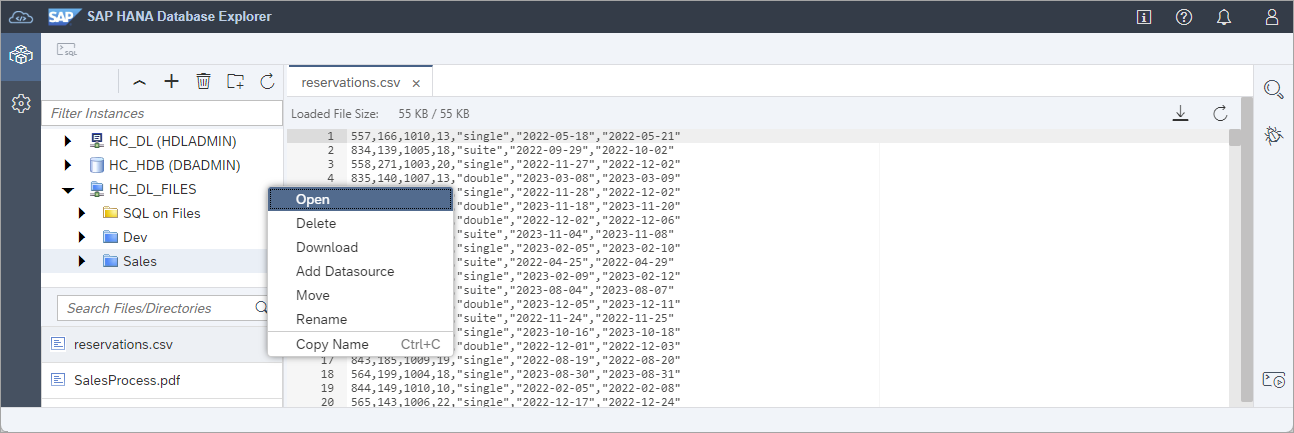 SAP SAP HANA Database Explorer
SQL
reservations.csv ×
Filter Instances
Loaded File Size: 55 KB / 55 KB
HC_DL (HDLADMIN)
HC_HDB (DBADMIN)
HC_DL_FILES
SQL on Files
Dev
Sales
Search Files/Directories
reservations.csv
SalesProcess.pdf
Open
Delete
Download
Add Datasource
Move
Rename
Copy Name Ctrl+C
1 557,166,1010,13,"single","2022-05-18","2022-05-21"
2 834,139,1005,18,"suite","2022-09-29","2022-10-02"
3 558,271,1003,20,"single","2022-11-27","2022-12-02"
4 835,140,1007,13,"double","2023-03-08","2023-03-09"
single","2022-11-28","2022-12-02"
double","2023-11-18","2023-11-20"
double","2022-12-02","2022-12-06"
suite","2023-11-04","2023-11-08"
single","2023-02-05","2023-02-10"
suite","2022-04-25","2022-04-29"
single","2023-02-09","2023-02-12"
suite","2023-08-04","2023-08-07"
double","2023-12-05","2023-12-11"
suite","2022-11-24","2022-11-25"
single","2023-10-16","2023-10-18"
double","2022-12-01","2022-12-03"
17 843,185,1009,19,"single","2022-08-19","2022-08-20"
18 564,199,1004,18,"single","2023-08-30","2023-08-31"
19 844,149,1010,10,"single","2022-02-05","2022-02-08"
20 565,143,1006,22,"single","2022-12-17","2022-12-24"